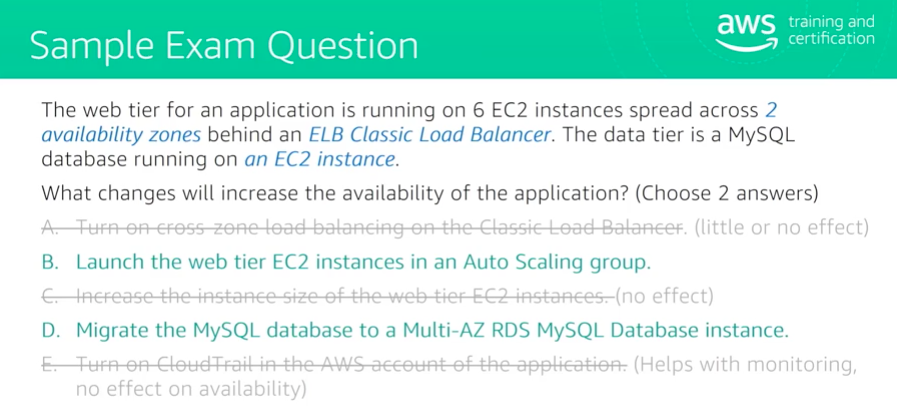 Sample Exam Question
aws training and
certification
The web tier for an application is running on 6 EC2 instances spread across 2
availability zones behind an ELB Classic Load Balancer. The data tier is a MySQL
database running on an EC2 instance.
What changes will increase the availability of the application? (Choose 2 answers)
A. Turn on cross-zone load balancing on the Classic Load Balancer. (little or no effect)
B. Launch the web tier EC2 instances in an Auto Scaling group.
C. Increase the instance size of the web tier EC2 instances. (no effect)
D. Migrate the MySQL database to a Multi-AZ RDS MySQL Database instance.
E. Turn on CloudTrail in the AWS account of the application. (Helps with monitoring,
no effect on availability)